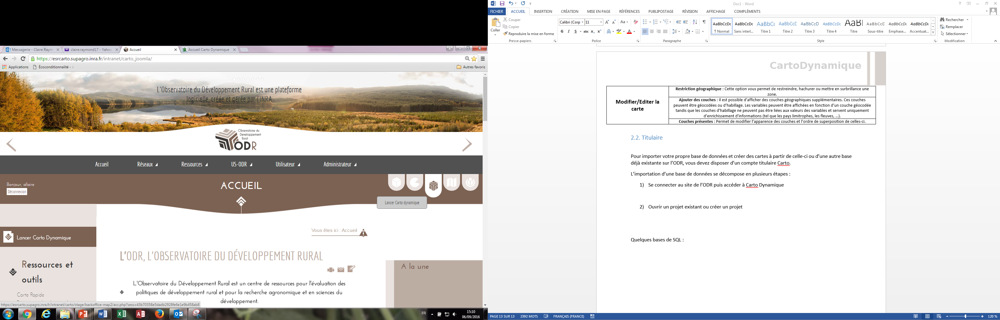 Messagerie - Claire Raym
claire.raymond17 - Yahoo
Accueil
Accueil Carto Dynamique
https://esrcarto.supagro.inra.fr/intranet/carto_joomla/
Applications
Écoconditionnalité - A
Autres favoris
L'Observatoire du Développement Rural est une plateforme
logicielle, créée et gérée par l'INRA
Observatoire du
Developpement
Rural
ODR
Accueil
Réseaux
Ressources
US-ODR
Utilisateur
Administrateur
Bonjour, allaire
Déconnexion
ACCUEIL
Lancer Carto dynamique
Vous êtes ici : Accueil
Lancer Carto Dynamique
L'ODR, L'OBSERVATOIRE DU DÉVELOPPEMENT RURAL
Ressources et
outils
A la une
L'Observatoire du Développement Rural est un centre de ressources pour l'évaluation des
politiques de développement rural et pour la recherche agronomique et en sciences du
développement.
Carte Rapide
https://esrcarto.supagro.inra.fr/intranet/carto/stage/backoffice-map2/acc.php?sess=43b70358e5dadb2928fe6e1e9b458ab8
FR
15:10
06/09/2016
Doc1 - Word
FICHIER
ACCUEIL
INSERTION
CRÉATION
MISE EN PAGE
RÉFÉRENCES
PUBLIPOSTAGE
RÉVISION
AFFICHAGE
COMPLÉMENTS
Coller
Couper
Copier
Reproduire la mise en forme
Presse-papiers
Calibri (Corp
11
Aa
G I S abc x₂ x²
Police
Paragraphe
AaBbCcDc
¶ Normal
AaBbCcDc
Sans interl...
AaBbCc
Titre 1
AaBbCcD
Titre 2
AaBbCcD
Titre 3
AaBbCcDc
Titre 4
AaBl
Titre
AaBbCcD
Sous-titre
AaBbCcDc
Emphase...
AaBbCcDc
Accentuat...
Style
Rechercher
Remplacer
Sélectionner
Modification
CartoDynamique
Modifier/Editer la
carte
Restriction géographique : Cette option vous permet de restreindre, hachurer ou mettre en surbrillance une
zone.
Ajouter des couches : Il est possible d'afficher des couches géographiques supplémentaires. Ces couches
peuvent être géocodées ou d'habillage. Les variables peuvent être affichées en fonction d'un couche géocodée
tandis que les couches d'habillage ne peuvent pas être liées aux valeurs des variables et servent uniquement
d'enrichissement d'informations (tel que les pays limitrophes, les fleuves, ...).
Couches présentes : Permet de modifier l'apparence des couches et l'ordre de superposition de celles-ci.
2.2. Titulaire
Pour importer votre propre base de données et créer des cartes à partir de celle-ci ou d'une autre base
déjà existante sur l'ODR, vous devez disposer d'un compte titulaire Carto.
L'importation d'une base de données se décompose en plusieurs étapes :
1) Se connecter au site de l'ODR puis accéder à Carto Dynamique
2) Ouvrir un projet existant ou créer un projet
Quelques bases de SQL :
PAGE 13 SUR 13
2392 MOTS
FRANÇAIS (FRANCE)
120 %